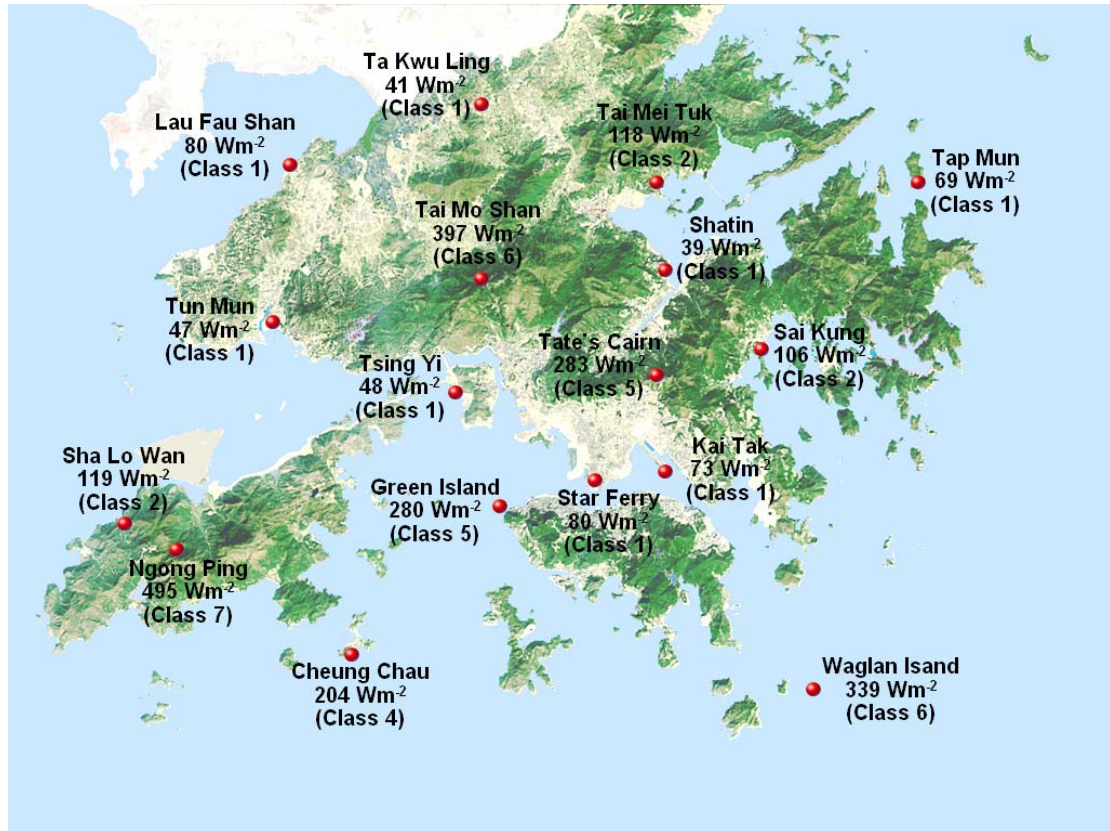 Ta Kwu Ling
41 Wm⁻²
(Class 1)
Lau Fau Shan
80 Wm⁻²
(Class 1)
Tai Mei Tuk
118 Wm⁻²
(Class 2)
Tap Mun
69 Wm⁻²
(Class 1)
Tai Mo Shan
397 Wm⁻²
(Class 6)
Shatin
39 Wm⁻²
(Class 1)
Tun Mun
47 Wm⁻²
(Class 1)
Tsing Yi
48 Wm⁻²
(Class 1)
Tate's Cairn
283 Wm⁻²
(Class 5)
Sai Kung
106 Wm⁻²
(Class 2)
Sha Lo Wan
119 Wm⁻²
(Class 2)
Green Island
280 Wm⁻²
(Class 5)
Star Ferry
80 Wm⁻²
(Class 1)
Kai Tak
73 Wm⁻²
(Class 1)
Ngong Ping
495 Wm⁻²
(Class 7)
Cheung Chau
204 Wm⁻²
(Class 4)
Waglan Isand
339 Wm⁻²
(Class 6)